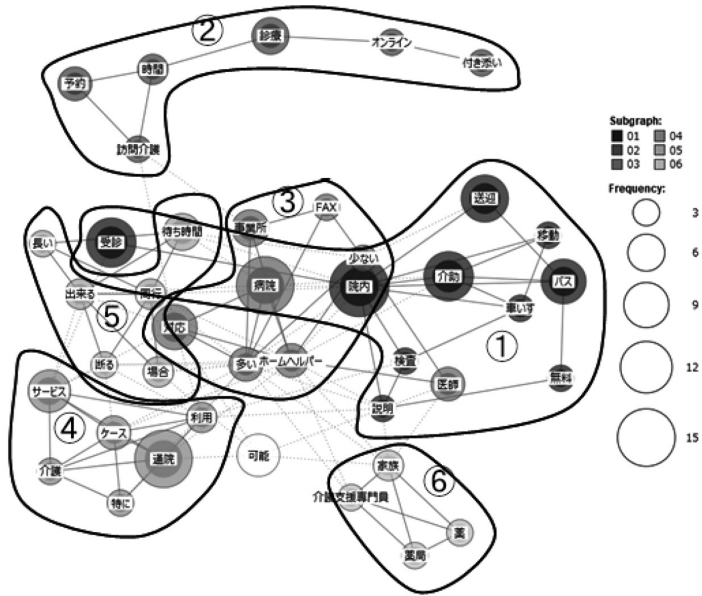 ②
診療
オンライン
付き添い
時間
予約
訪問介護
Subgraph:
01
04
02
05
03
06
Frequency:
3
6
9
12
15
③
FAX
送迎
長い
受診
待ち時間
事業所
移動
少ない
出来る
同行
病院
院内
介助
バス
⑤
対応
車いす
①
断る
場合
多い
ホームヘルパー
検査
医師
無料
説明
サービス
④
利用
ケース
介護
通院
可能
特に
家族
⑥
介護支援専門員
薬局
薬